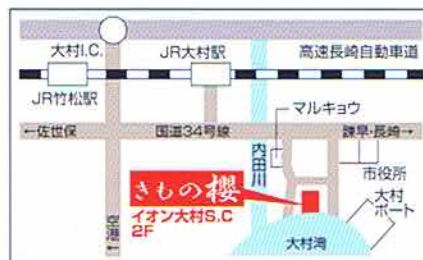 大村I.C.
JR大村駅
高速長崎自動車道
JR竹松駅
マルキョウ
←佐世保
国道34号線
諫早・長崎→
内田川
市役所
きもの櫻
イオン大村S.C
2F
大村
ボート
大村湾
←空港